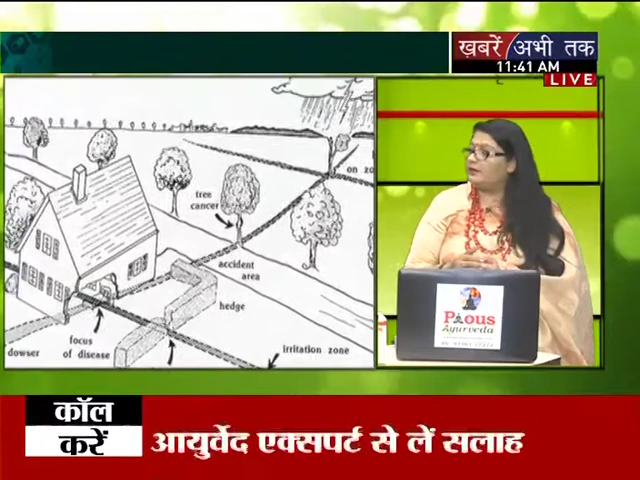 ख़बरें अभी तक
11:41 AM
LIVE
tree
cancer
on zo
accident
area
hedge
focus
of disease
dowser
irritation zone
Pious
Ayurveda
कॉल
करें
आयुर्वेद एक्सपर्ट से लें सलाह